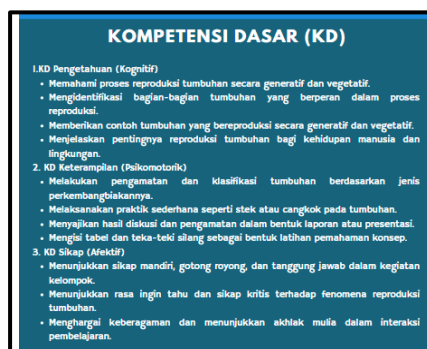 KOMPETENSI DASAR (KD)
1.KD Pengetahuan (Kognitif)
• Memahami proses reproduksi tumbuhan secara generatif dan vegetatif.
• Mengidentifikasi bagian-bagian tumbuhan yang berperan dalam proses
reproduksi.
• Memberikan contoh tumbuhan yang bereproduksi secara generatif dan vegetatif.
• Menjelaskan pentingnya reproduksi tumbuhan bagi kehidupan manusia dan
lingkungan.
2. KD Keterampilan (Psikomotorik)
• Melakukan pengamatan dan klasifikasi tumbuhan berdasarkan jenis
perkembangbiakannya.
• Melaksanakan praktik sederhana seperti stek atau cangkok pada tumbuhan.
• Menyajikan hasil diskusi dan pengamatan dalam bentuk laporan atau presentasi.
• Mengisi tabel dan teka-teki silang sebagai bentuk latihan pemahaman konsep.
3. KD Sikap (Afektif)
• Menunjukkan sikap mandiri, gotong royong, dan tanggung jawab dalam kegiatan
kelompok.
• Menunjukkan rasa ingin tahu dan sikap kritis terhadap fenomena reproduksi
tumbuhan.
• Menghargai keberagaman dan menunjukkan akhlak mulia dalam interaksi
pembelajaran.